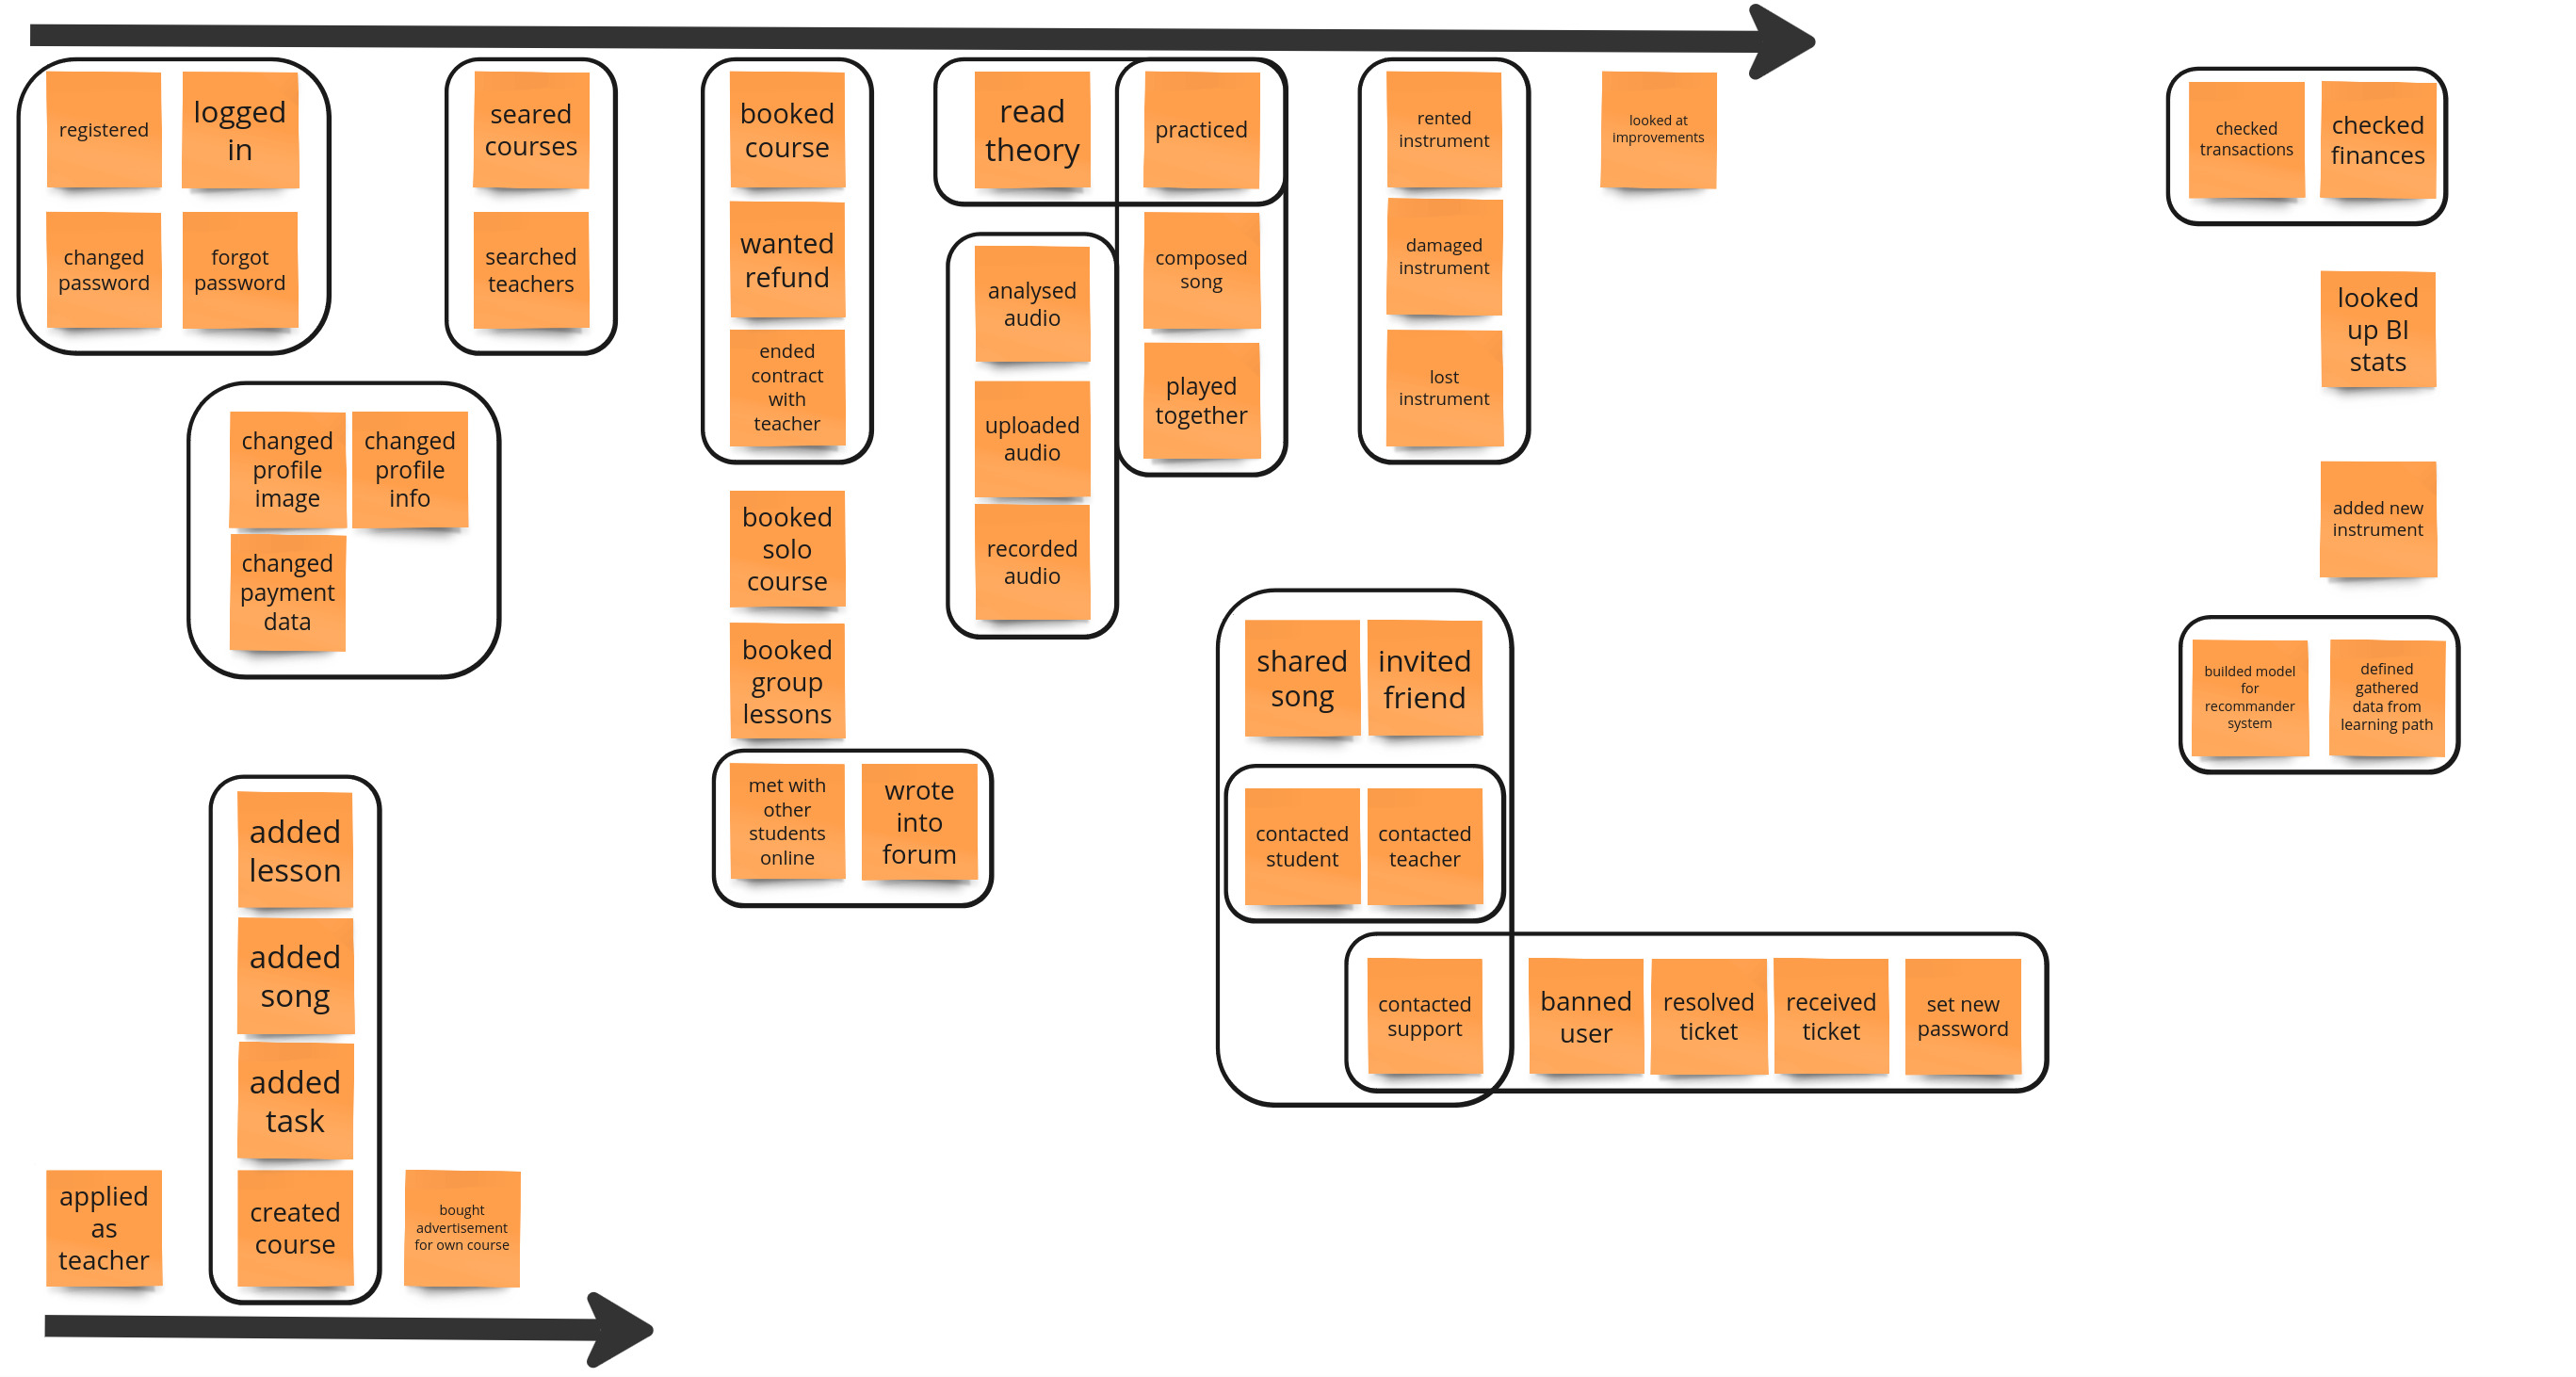 registered
logged
in
changed
password
forgot
password
seared
courses
searched
teachers
booked
course
wanted
refund
ended
contract
with
teacher
read
theory
practiced
analysed
audio
composed
song
uploaded
audio
played
together
recorded
audio
rented
instrument
damaged
instrument
lost
instrument
looked at
improvements
checked
transactions
checked
finances
looked
up BI
stats
added new
instrument
builded model
for
recommander
system
defined
gathered
data from
learning path
changed
profile
image
changed
profile
info
changed
payment
data
booked
solo
course
booked
group
lessons
met with
other
students
online
wrote
into
forum
shared
song
invited
friend
contacted
student
contacted
teacher
contacted
support
banned
user
resolved
ticket
received
ticket
set new
password
added
lesson
added
song
added
task
applied
as
teacher
created
course
bought
advertisement
for own course